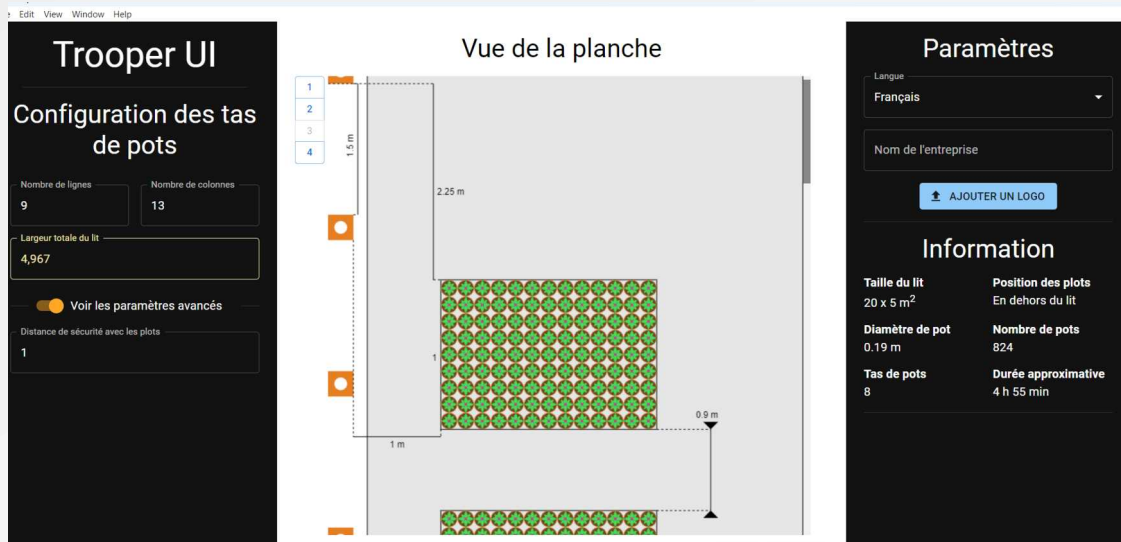 Edit View Window Help
Trooper UI
Configuration des tas
de pots
Nombre de lignes
9
Nombre de colonnes
13
Largeur totale du lit
4,967
Voir les paramètres avancés
Distance de sécurité avec les plots
1
Vue de la planche
1
2
3
4
1.5 m
2.25 m
1
1 m
0.9 m
Paramètres
Langue
Français
Nom de l'entreprise
AJOUTER UN LOGO
Information
Taille du lit
20 x 5 m2
Position des plots
En dehors du lit
Diamètre de pot
0.19 m
Nombre de pots
824
Tas de pots
8
Durée approximative
4 h 55 min